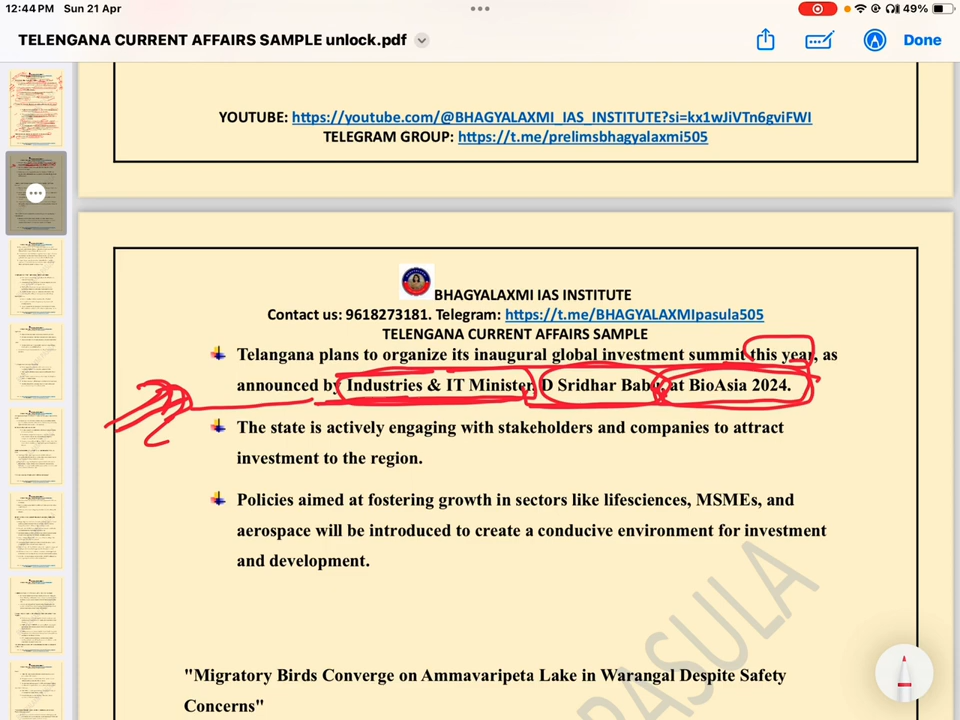 12:44 PM Sun 21 Apr
49%
TELENGANA CURRENT AFFAIRS SAMPLE unlock.pdf
Done
YOUTUBE: https://youtube.com/@BHAGYALAXMI_IAS_INSTITUTE?si=kx1wJiVTn6gviFWI
TELEGRAM GROUP: https://t.me/prelimsbhagyalaxmi505
BHAGYALAXMI IAS INSTITUTE
Contact us: 9618273181. Telegram: https://t.me/BHAGYALAXMIpasula505
TELENGANA CURRENT AFFAIRS SAMPLE
Telangana plans to organize its inaugural global investment summit this year, as
announced by Industries & IT Minister, D Sridhar Babu, at BioAsia 2024.
The state is actively engaging with stakeholders and companies to attract
investment to the region.
Policies aimed at fostering growth in sectors like lifesciences, MSMEs, and
aerospace will be introduced to create a conducive environment for investment
and development.
PASULA
"Migratory Birds Converge on Ammavaripeta Lake in Warangal Despite Safety
Concerns"